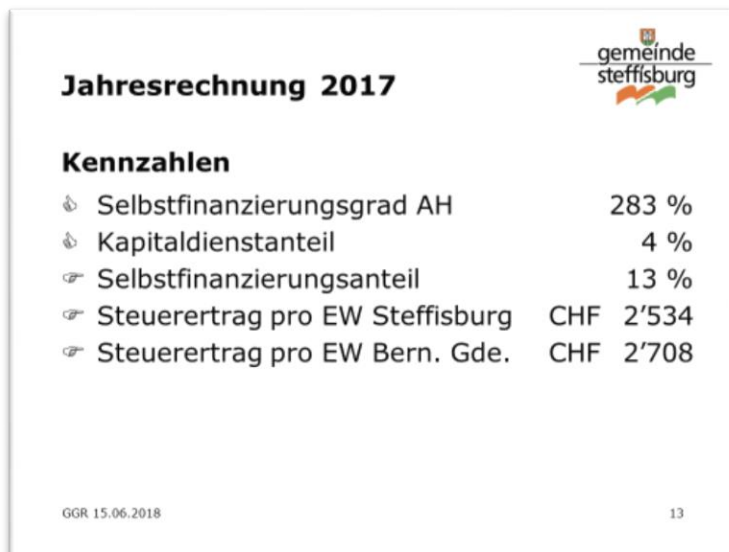 gemeinde
steffisburg
Jahresrechnung 2017
Kennzahlen
Selbstfinanzierungsgrad AH 283 %
Kapitaldienstanteil 4 %
Selbstfinanzierungsanteil 13 %
Steuerertrag pro EW Steffisburg CHF 2’534
Steuerertrag pro EW Bern. Gde. CHF 2’708
GGR 15.06.2018 13